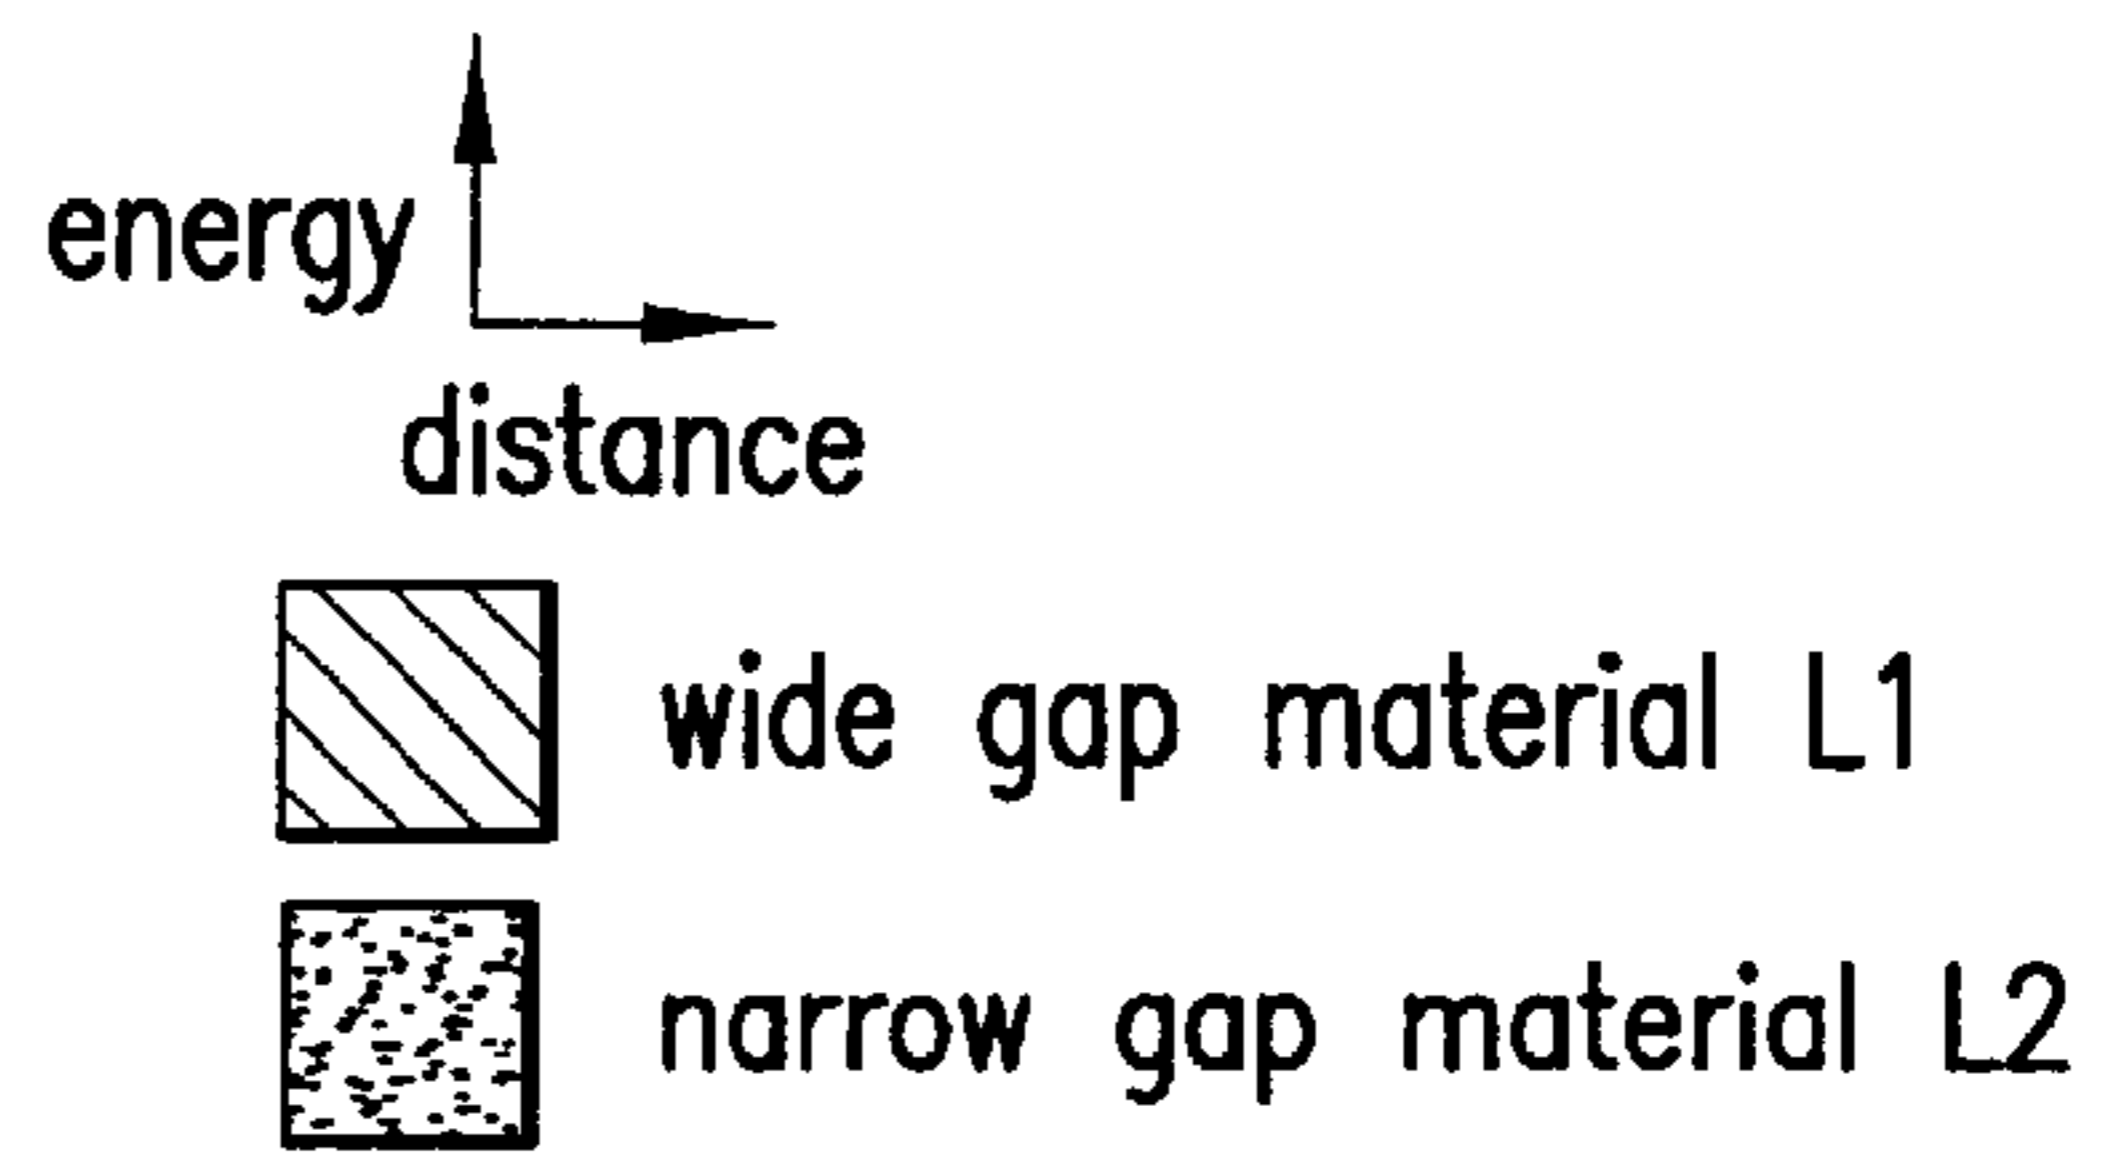 energy
distance
wide gap material L1
narrow gap material L2